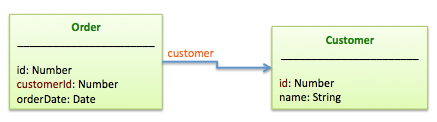 Order
id: Number
customerId: Number
orderDate: Date
customer
Customer
id: Number
name: String